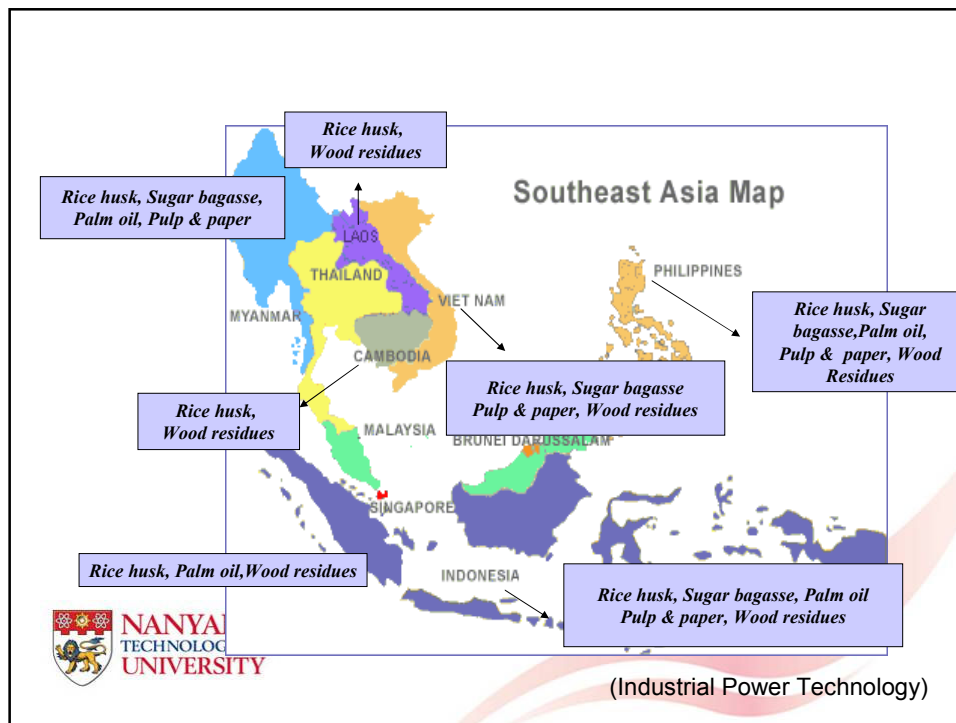 Rice husk,
Wood residues
Rice husk, Sugar bagasse,
Palm oil, Pulp & paper
Southeast Asia Map
LAOS
THAILAND
PHILIPPINES
VIET NAM
MYANMAR
CAMBODIA
Rice husk, Sugar
bagasse,Palm oil,
Pulp & paper, Wood
Residues
Rice husk, Sugar bagasse
Pulp & paper, Wood residues
Rice husk,
Wood residues
MALAYSIA
BRUNEI DARUSSALAM
SINGAPORE
Rice husk, Palm oil,Wood residues
INDONESIA
Rice husk, Sugar bagasse, Palm oil
Pulp & paper, Wood residues
NANYA
TECHNOLOG
UNIVERSITY
(Industrial Power Technology)